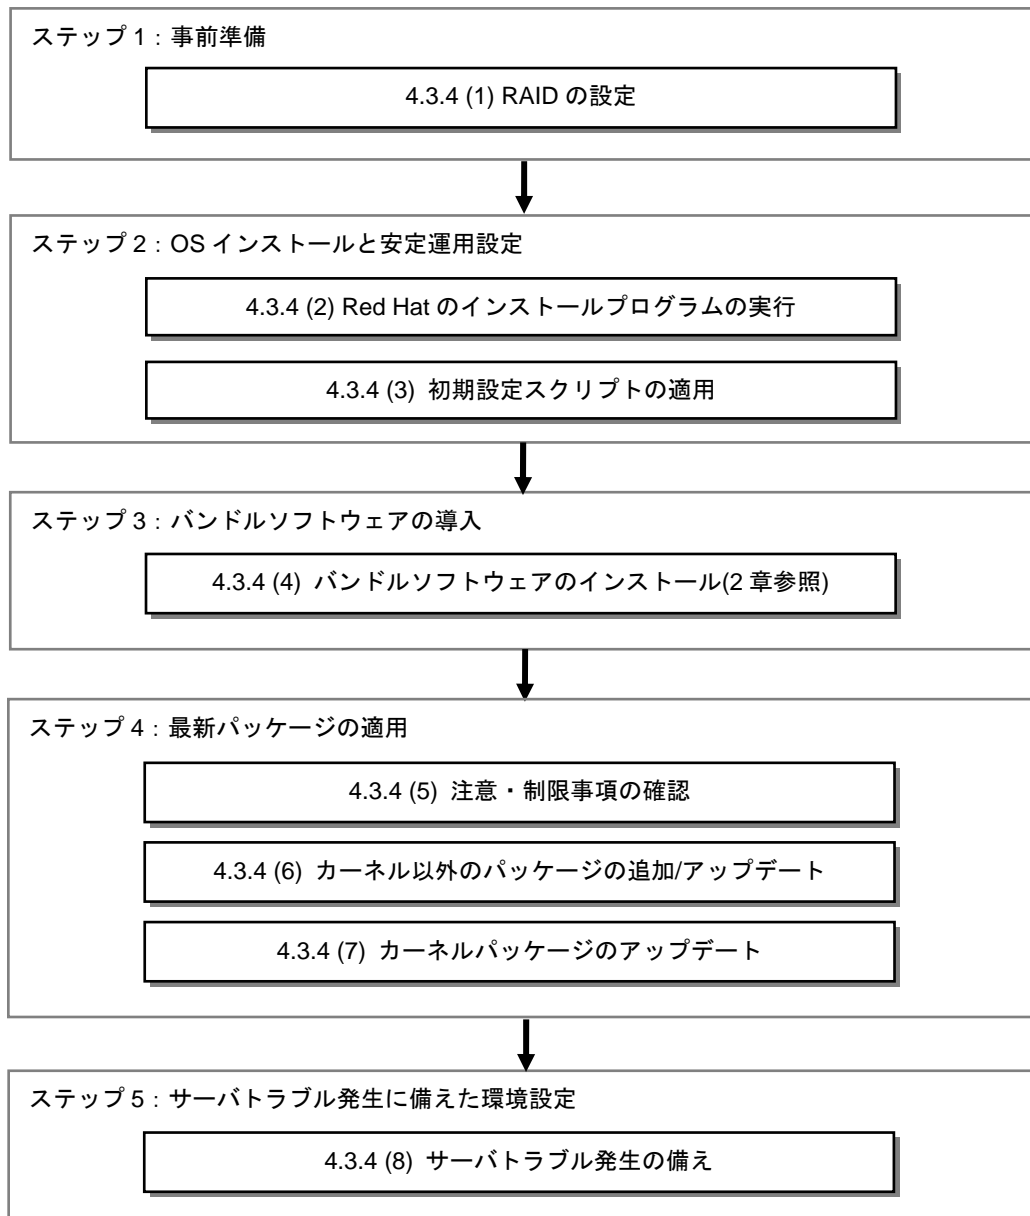 ステップ 1：事前準備
4.3.4 (1) RAID の設定
ステップ 2：OS インストールと安定運用設定
4.3.4 (2) Red Hat のインストールプログラムの実行
4.3.4 (3) 初期設定スクリプトの適用
ステップ 3：バンドルソフトウェアの導入
4.3.4 (4) バンドルソフトウェアのインストール(2 章参照)
ステップ 4：最新パッケージの適用
4.3.4 (5) 注意・制限事項の確認
4.3.4 (6) カーネル以外のパッケージの追加/アップデート
4.3.4 (7) カーネルパッケージのアップデート
ステップ 5：サーバトラブル発生に備えた環境設定
4.3.4 (8) サーバトラブル発生の備え